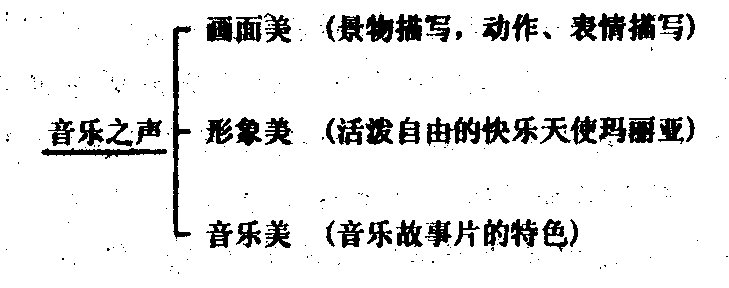 画面美 (景物描写，动作、表情描写)
音乐之声 形象美 (活泼自由的快乐天使玛丽亚)
音乐美 (音乐故事片的特色)